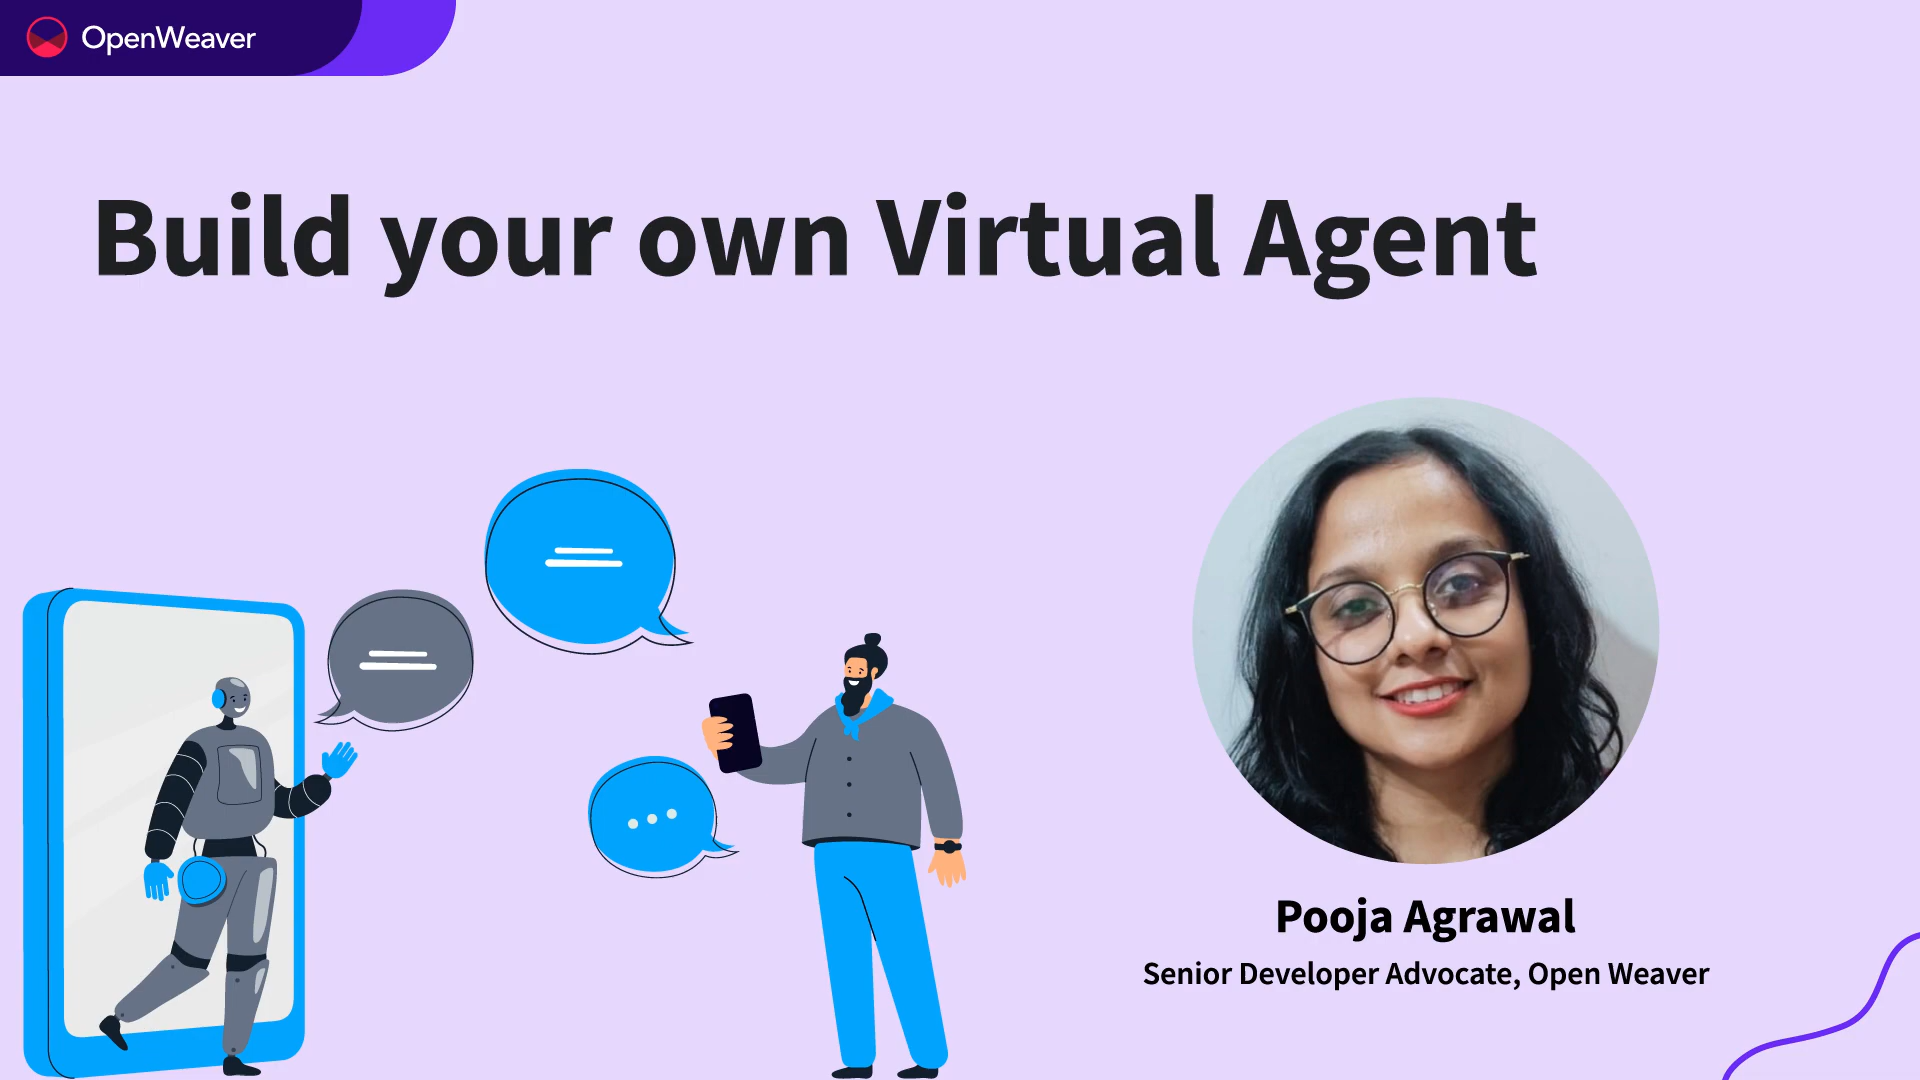 OpenWeaver
Build your own Virtual Agent
Pooja Agrawal
Senior Developer Advocate, Open Weaver